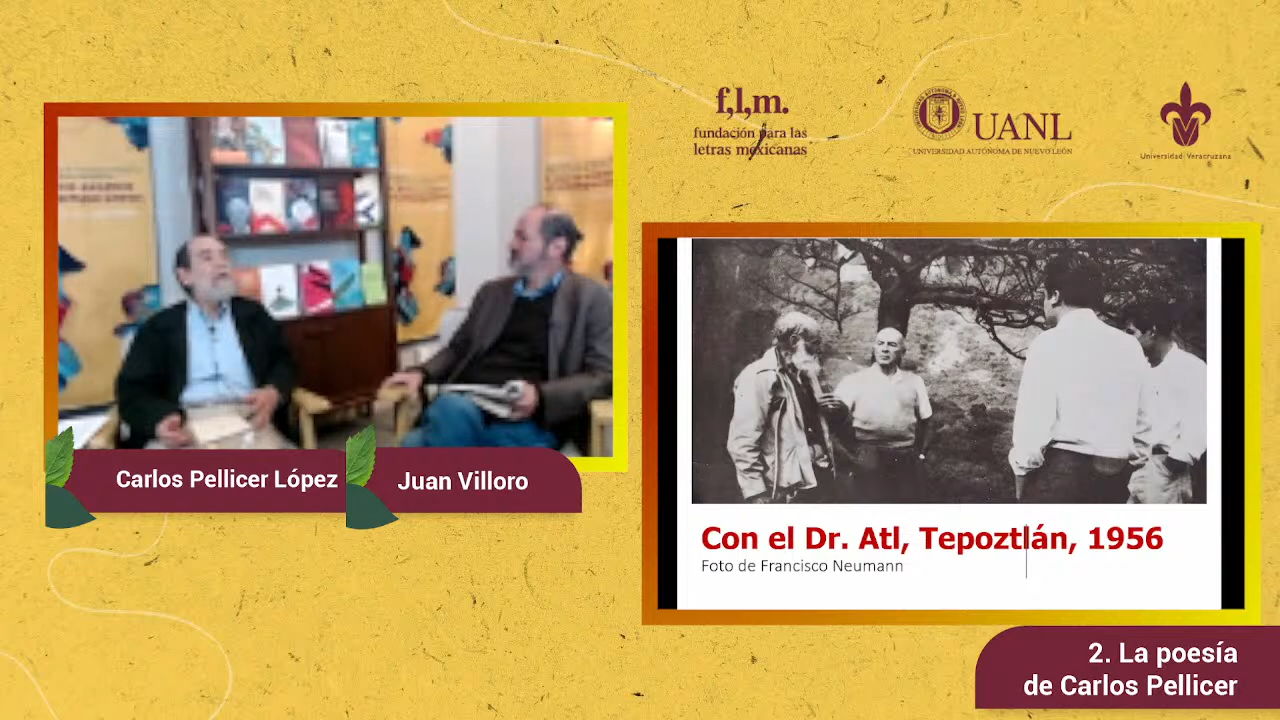 f,l,m.
fundación para las
letras mexicanas
UANL
UNIVERSIDAD AUTÓNOMA DE NUEVO LEÓN
Universidad Veracruzana
Carlos Pellicer López
Juan Villoro
Con el Dr. Atl, Tepoztlán, 1956
Foto de Francisco Neumann
2. La poesía
de Carlos Pellicer